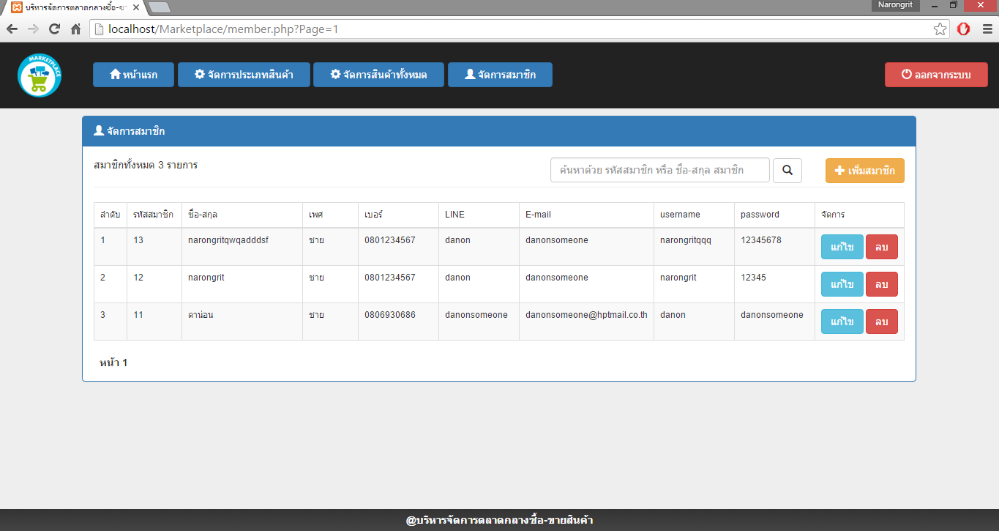 บริหารจัดการตลาดกลางซื้อ-ขา
Narongrit
localhost/Marketplace/member.php?Page=1
MARKETPLACE
หน้าแรก จัดการประเภทสินค้า จัดการสินค้าทั้งหมด จัดการสมาชิก ออกจากระบบ
จัดการสมาชิก
สมาชิกทั้งหมด 3 รายการ ค้นหาด้วย รหัสสมาชิก หรือ ชื่อ-สกุล สมาชิก เพิ่มสมาชิก
ลำดับ รหัสสมาชิก ชื่อ-สกุล เพศ เบอร์ LINE E-mail username password จัดการ
1 13 narongritqwqadddsf ชาย 0801234567 danon danonsomeone narongritqqq 12345678 แก้ไข ลบ
2 12 narongrit ชาย 0801234567 danon danonsomeone narongrit 12345 แก้ไข ลบ
3 11 ดาน่อน ชาย 0806930686 danonsomeone danonsomeone@hptmail.co.th danon danonsomeone แก้ไข ลบ
หน้า 1
@บริหารจัดการตลาดกลางซื้อ-ขายสินค้า